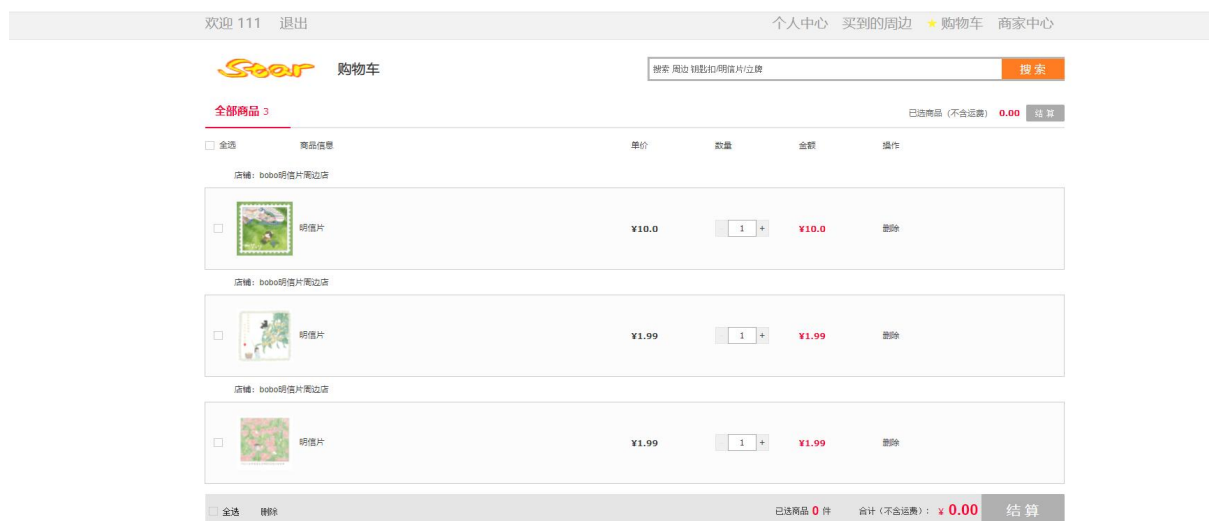 欢迎 111 退出 个人中心 买到的周边 ★ 购物车 商家中心
Star 购物车 搜索 周边 钥匙扣/明信片/立牌 搜 索
全部商品 3 已选商品（不含运费） 0.00 结 算
全选 商品信息 单价 数量 金额 操作
店铺：bobo明信片周边店
明信片 ¥10.0 - 1 + ¥10.0 删除
店铺：bobo明信片周边店
明信片 ¥1.99 - 1 + ¥1.99 删除
店铺：bobo明信片周边店
明信片 ¥1.99 - 1 + ¥1.99 删除
全选 删除 已选商品 0 件 合计（不含运费）：¥ 0.00 结 算